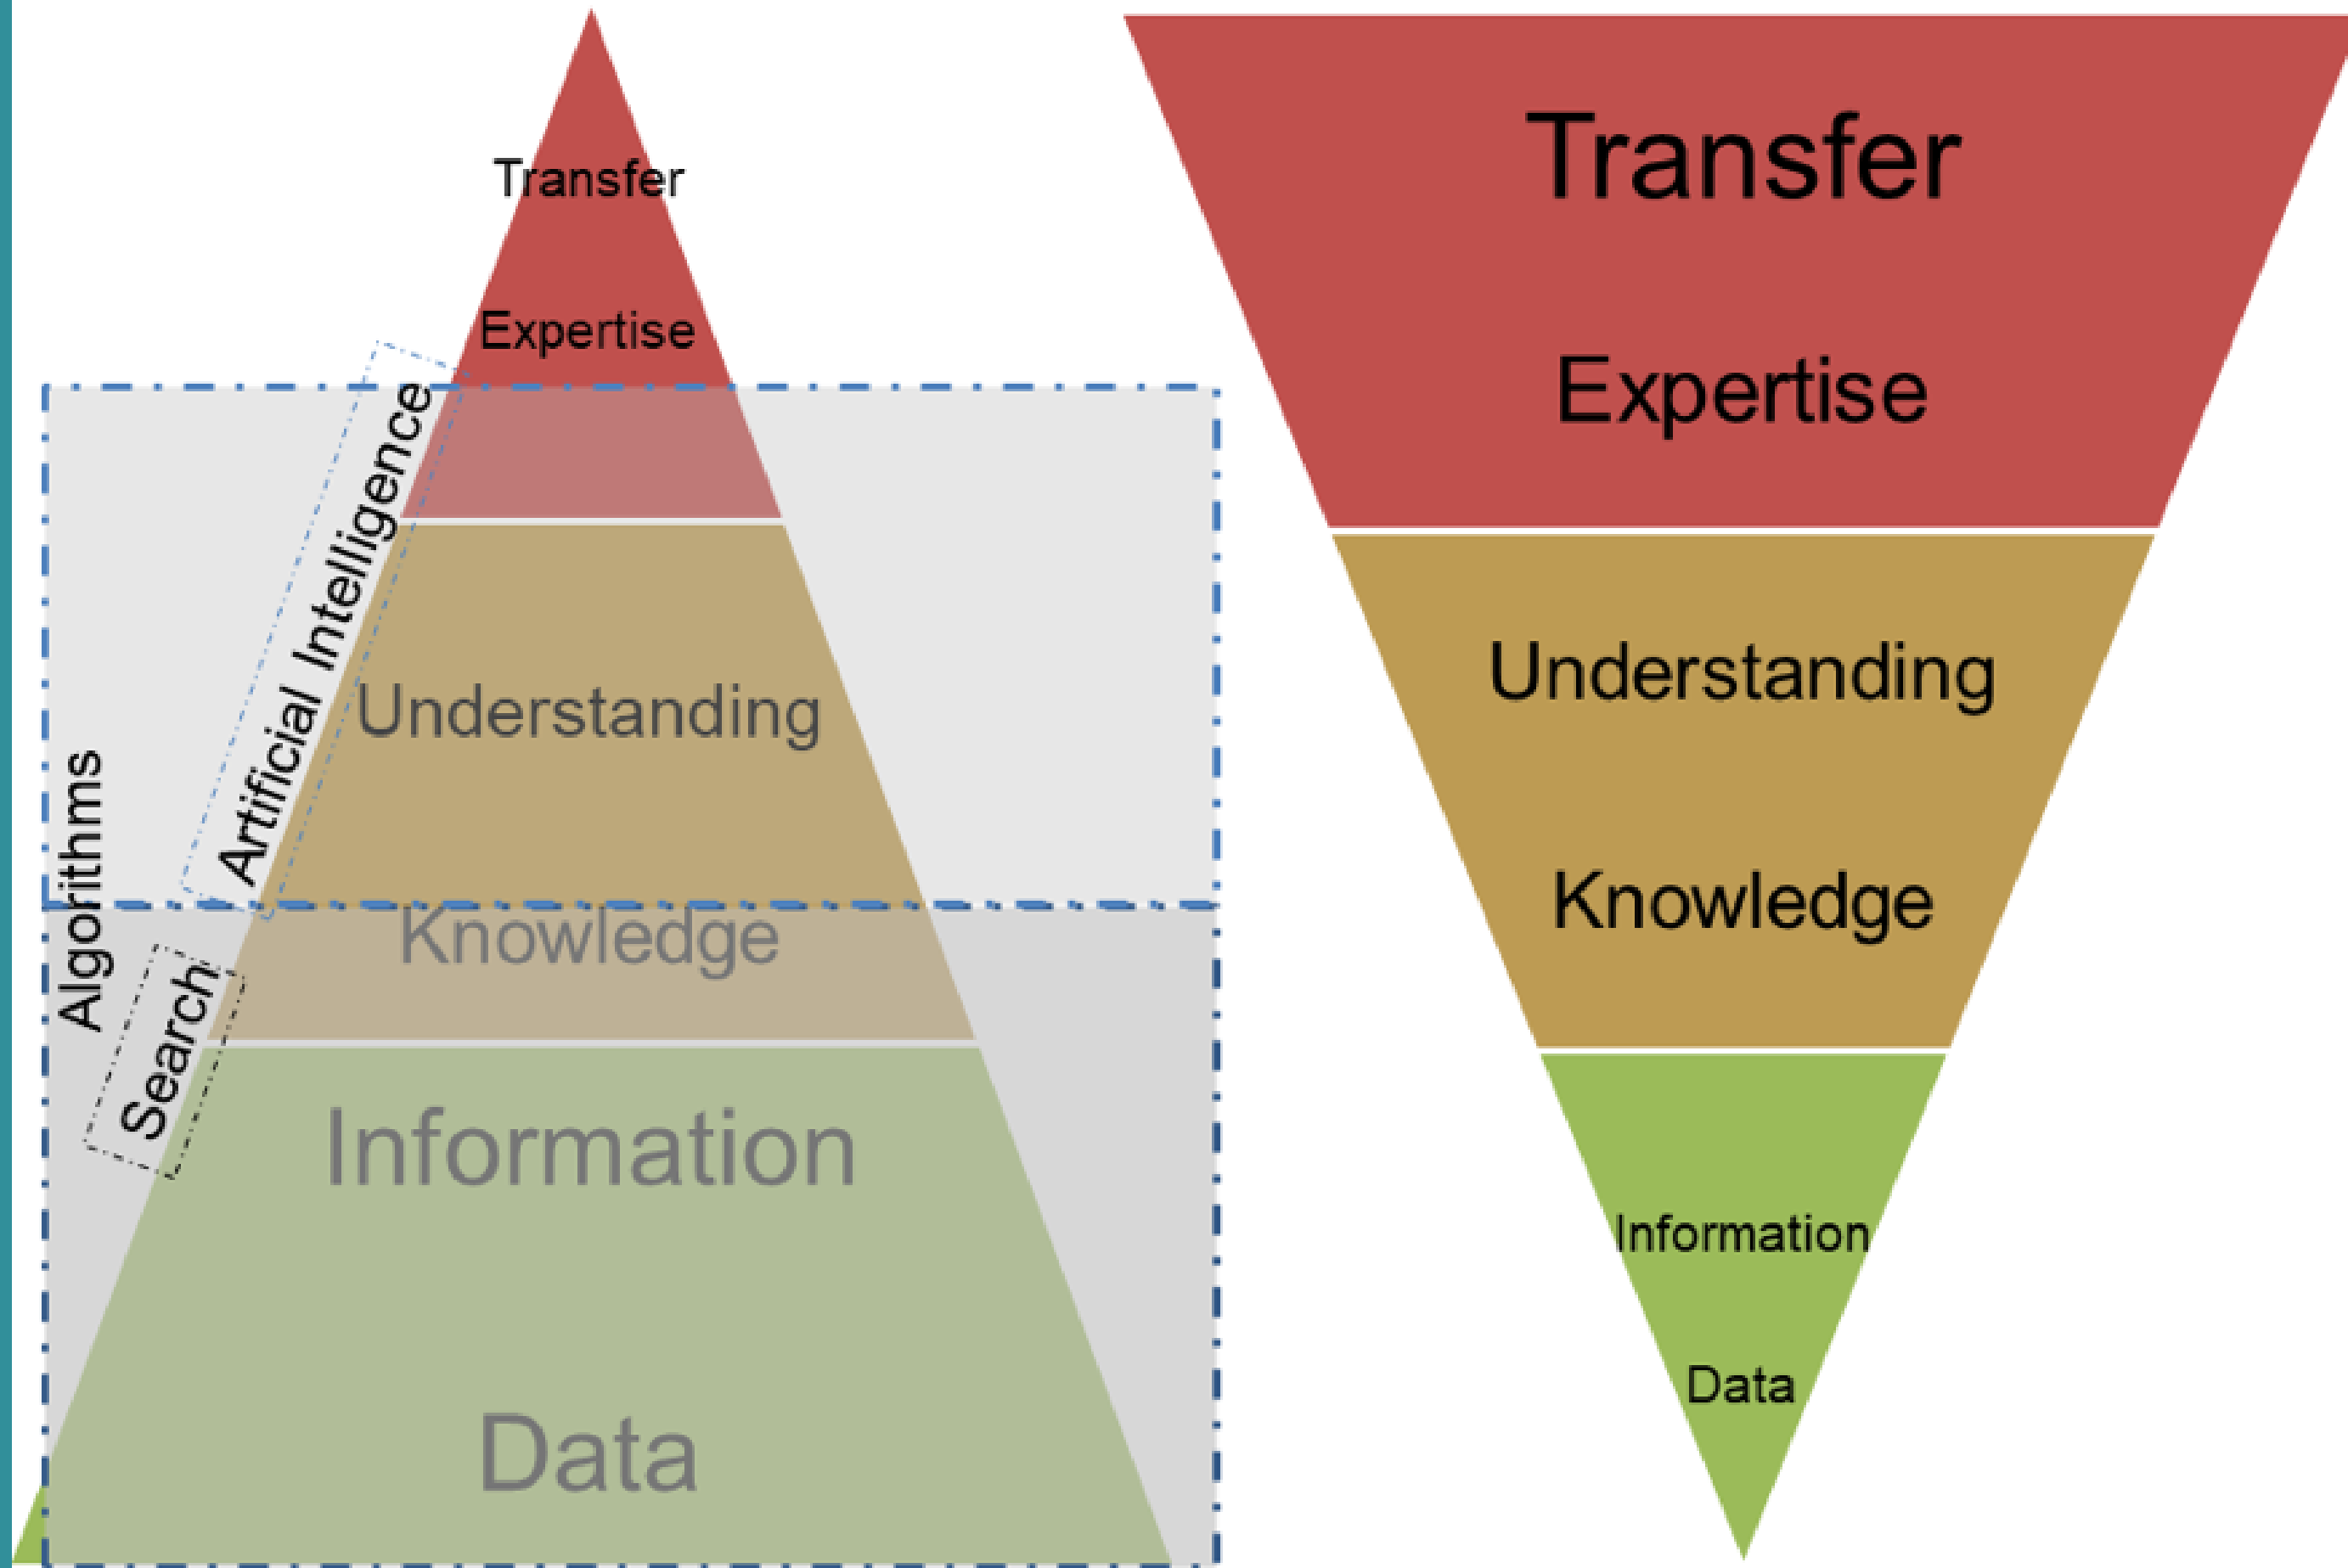 Transfer
Expertise
Artificial Intelligence
Understanding
Algorithms
Knowledge
Search
Information
Data
Transfer
Expertise
Understanding
Knowledge
Information
Data